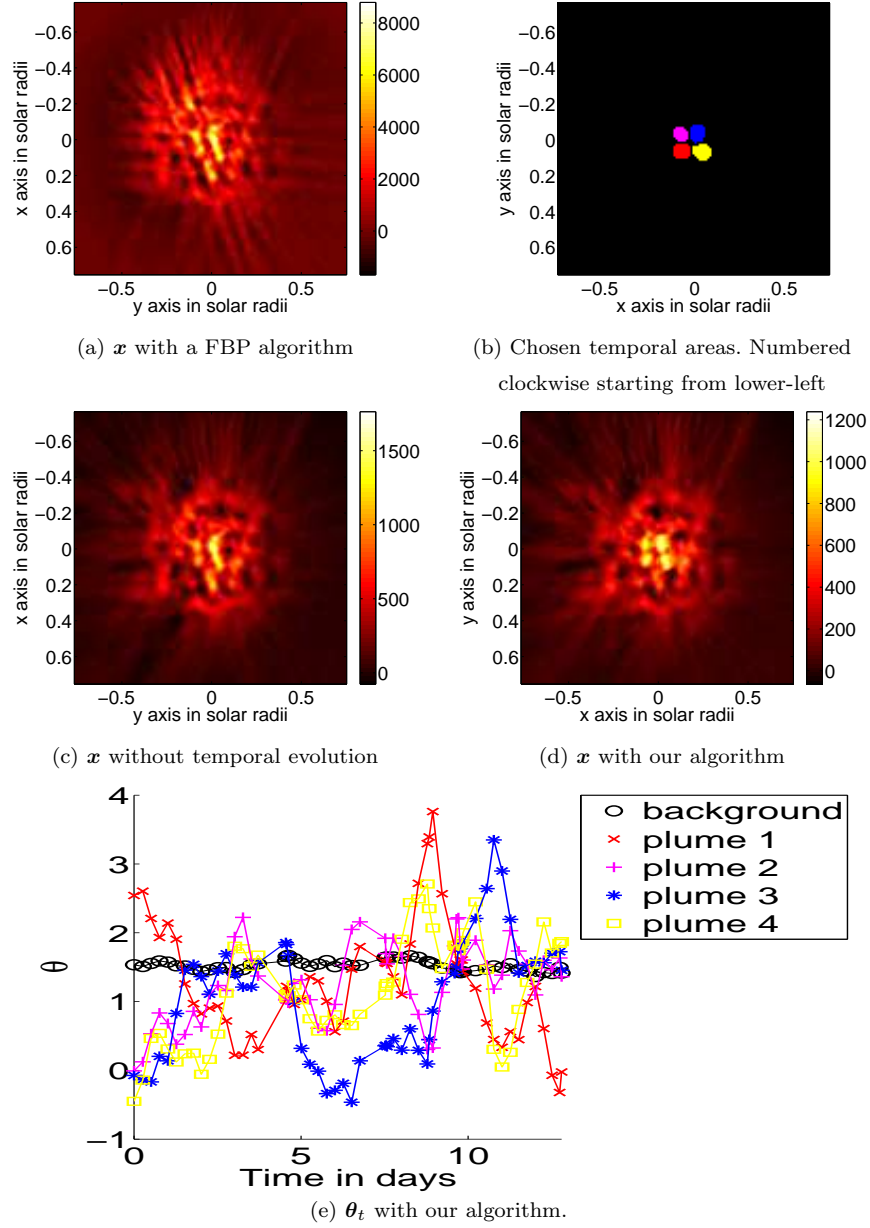 8000
6000
4000
2000
0
−0.6
−0.4
−0.2
0
0.2
0.4
0.6
x axis in solar radii
−0.5 0 0.5
y axis in solar radii
(a) x with a FBP algorithm
−0.6
−0.4
−0.2
0
0.2
0.4
0.6
y axis in solar radii
−0.5 0 0.5
x axis in solar radii
(b) Chosen temporal areas. Numbered
clockwise starting from lower-left
1500
1000
500
0
−0.6
−0.4
−0.2
0
0.2
0.4
0.6
x axis in solar radii
−0.5 0 0.5
y axis in solar radii
(c) x without temporal evolution
1200
1000
800
600
400
200
0
−0.6
−0.4
−0.2
0
0.2
0.4
0.6
y axis in solar radii
−0.5 0 0.5
x axis in solar radii
(d) x with our algorithm
4
3
2
1
0
−1
θ
0 5 10
Time in days
background
plume 1
plume 2
plume 3
plume 4
(e) θt with our algorithm.